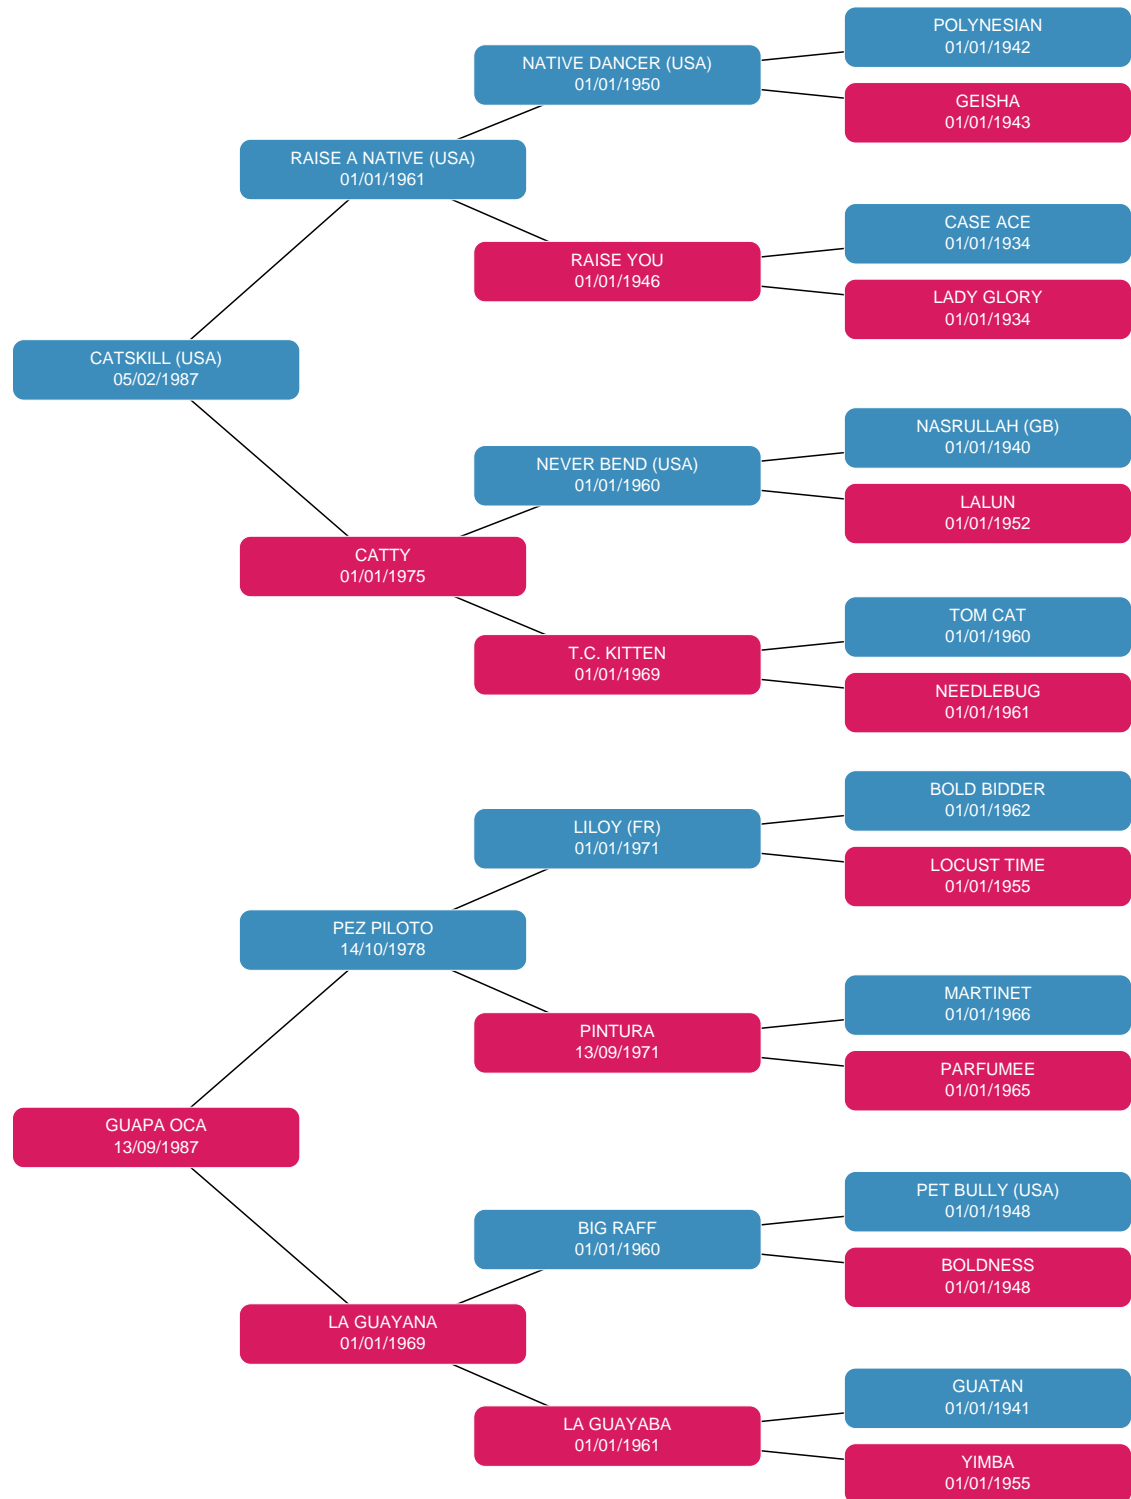 POLYNESIAN
01/01/1942
NATIVE DANCER (USA)
01/01/1950
GEISHA
01/01/1943
RAISE A NATIVE (USA)
01/01/1961
CASE ACE
01/01/1934
RAISE YOU
01/01/1946
LADY GLORY
01/01/1934
CATSKILL (USA)
05/02/1987
NASRULLAH (GB)
01/01/1940
NEVER BEND (USA)
01/01/1960
LALUN
01/01/1952
CATTY
01/01/1975
TOM CAT
01/01/1960
T.C. KITTEN
01/01/1969
NEEDLEBUG
01/01/1961
BOLD BIDDER
01/01/1962
LILOY (FR)
01/01/1971
LOCUST TIME
01/01/1955
PEZ PILOTO
14/10/1978
MARTINET
01/01/1966
PINTURA
13/09/1971
PARFUMEE
01/01/1965
GUAPA OCA
13/09/1987
PET BULLY (USA)
01/01/1948
BIG RAFF
01/01/1960
BOLDNESS
01/01/1948
LA GUAYANA
01/01/1969
GUATAN
01/01/1941
LA GUAYABA
01/01/1961
YIMBA
01/01/1955